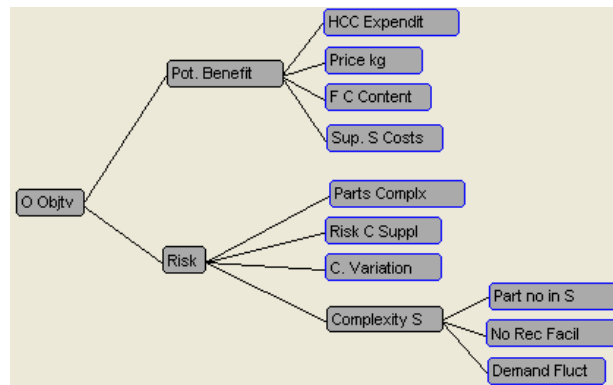 HCC Expendit
Pot. Benefit
Price kg
F C Content
Sup. S Costs
O Objtv
Parts Complx
Risk C Suppl
Risk
C. Variation
Complexity S
Part no in S
No Rec Facil
Demand Fluct